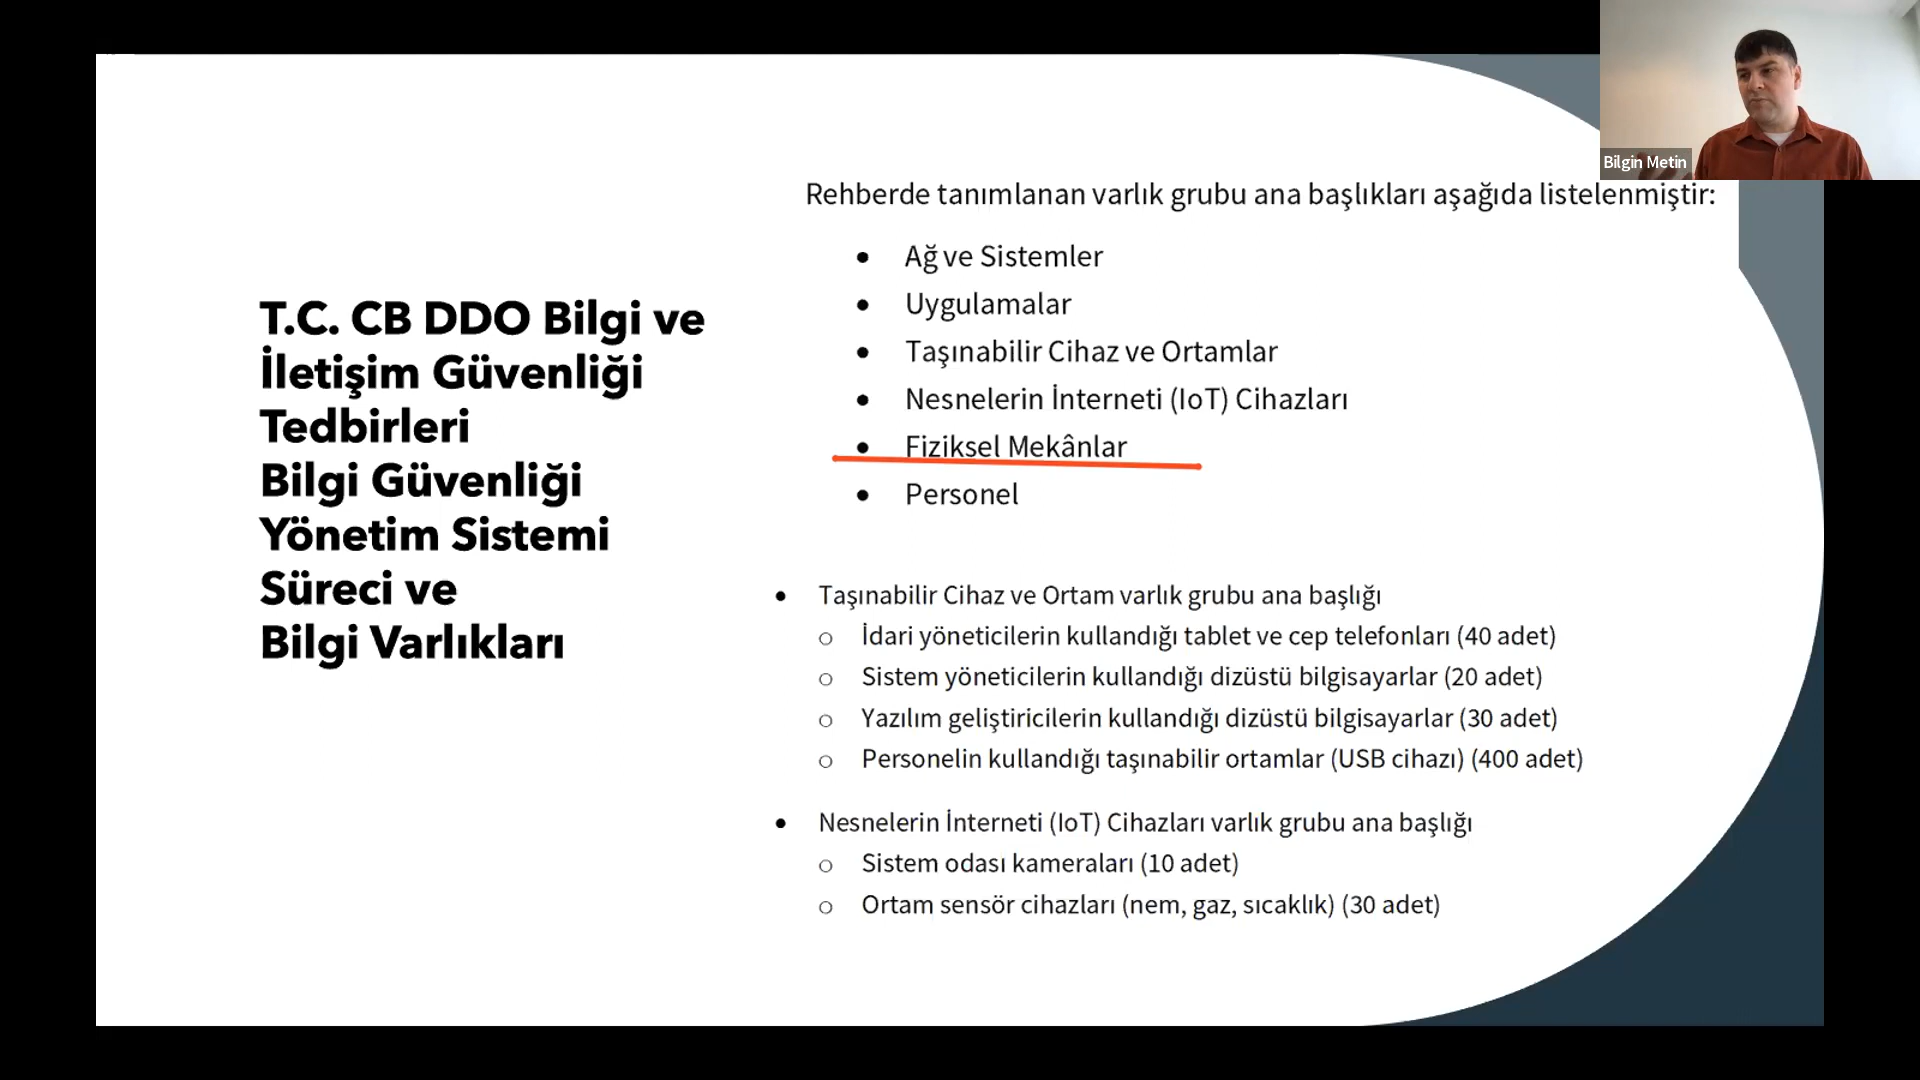 T.C. CB DDO Bilgi ve
İletişim Güvenliği
Tedbirleri
Bilgi Güvenliği
Yönetim Sistemi
Süreci ve
Bilgi Varlıkları
Rehberde tanımlanan varlık grubu ana başlıkları aşağıda listelenmiştir:
• Ağ ve Sistemler
• Uygulamalar
• Taşınabilir Cihaz ve Ortamlar
• Nesnelerin İnterneti (IoT) Cihazları
• Fiziksel Mekânlar
• Personel
• Taşınabilir Cihaz ve Ortam varlık grubu ana başlığı
o İdari yöneticilerin kullandığı tablet ve cep telefonları (40 adet)
o Sistem yöneticilerin kullandığı dizüstü bilgisayarlar (20 adet)
o Yazılım geliştiricilerin kullandığı dizüstü bilgisayarlar (30 adet)
o Personelin kullandığı taşınabilir ortamlar (USB cihazı) (400 adet)
• Nesnelerin İnterneti (IoT) Cihazları varlık grubu ana başlığı
o Sistem odası kameraları (10 adet)
o Ortam sensör cihazları (nem, gaz, sıcaklık) (30 adet)
Bilgin Metin